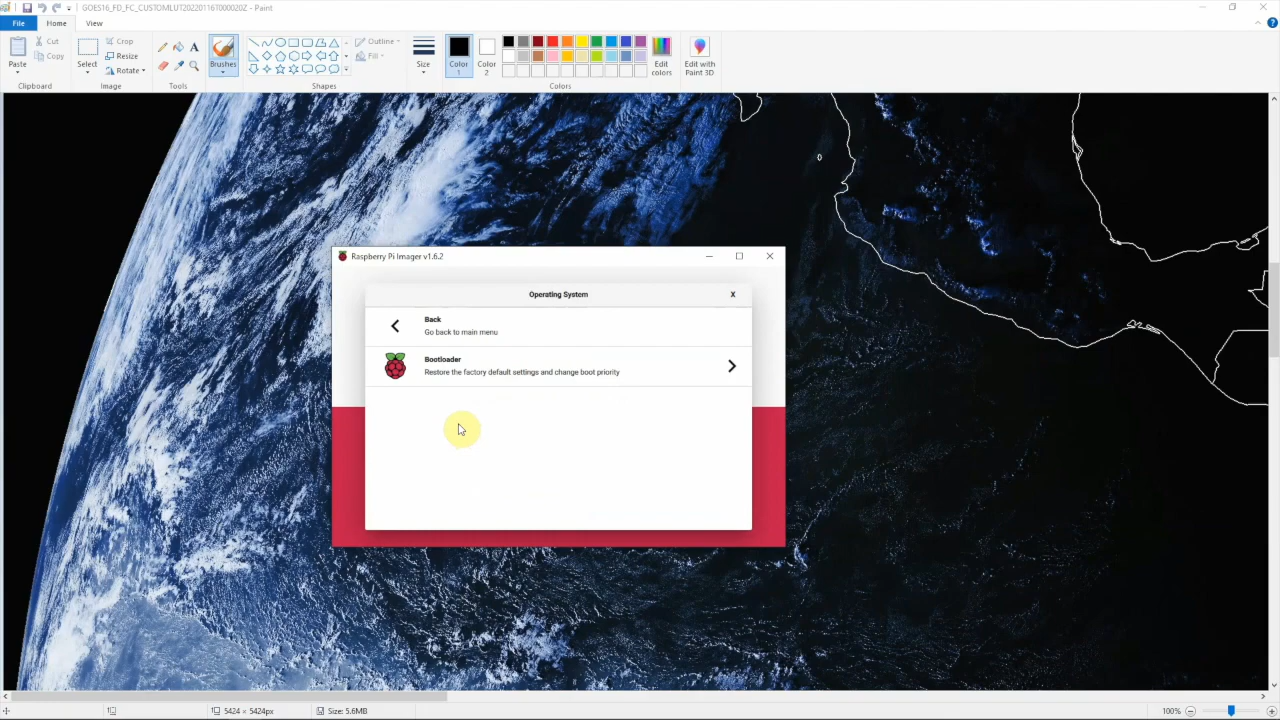 GOES16_FD_FC_CUSTOMLUT20220116T000020Z - Paint
File
Home
View
Paste
Cut
Copy
Clipboard
Select
Crop
Resize
Rotate
Image
Tools
Brushes
Shapes
Outline
Fill
Size
Color
1
Color
2
Colors
Edit
colors
Edit with
Paint 3D
Raspberry Pi Imager v1.6.2
Operating System
X
Back
Go back to main menu
Bootloader
Restore the factory default settings and change boot priority
5424 × 5424px
Size: 5.6MB
100%